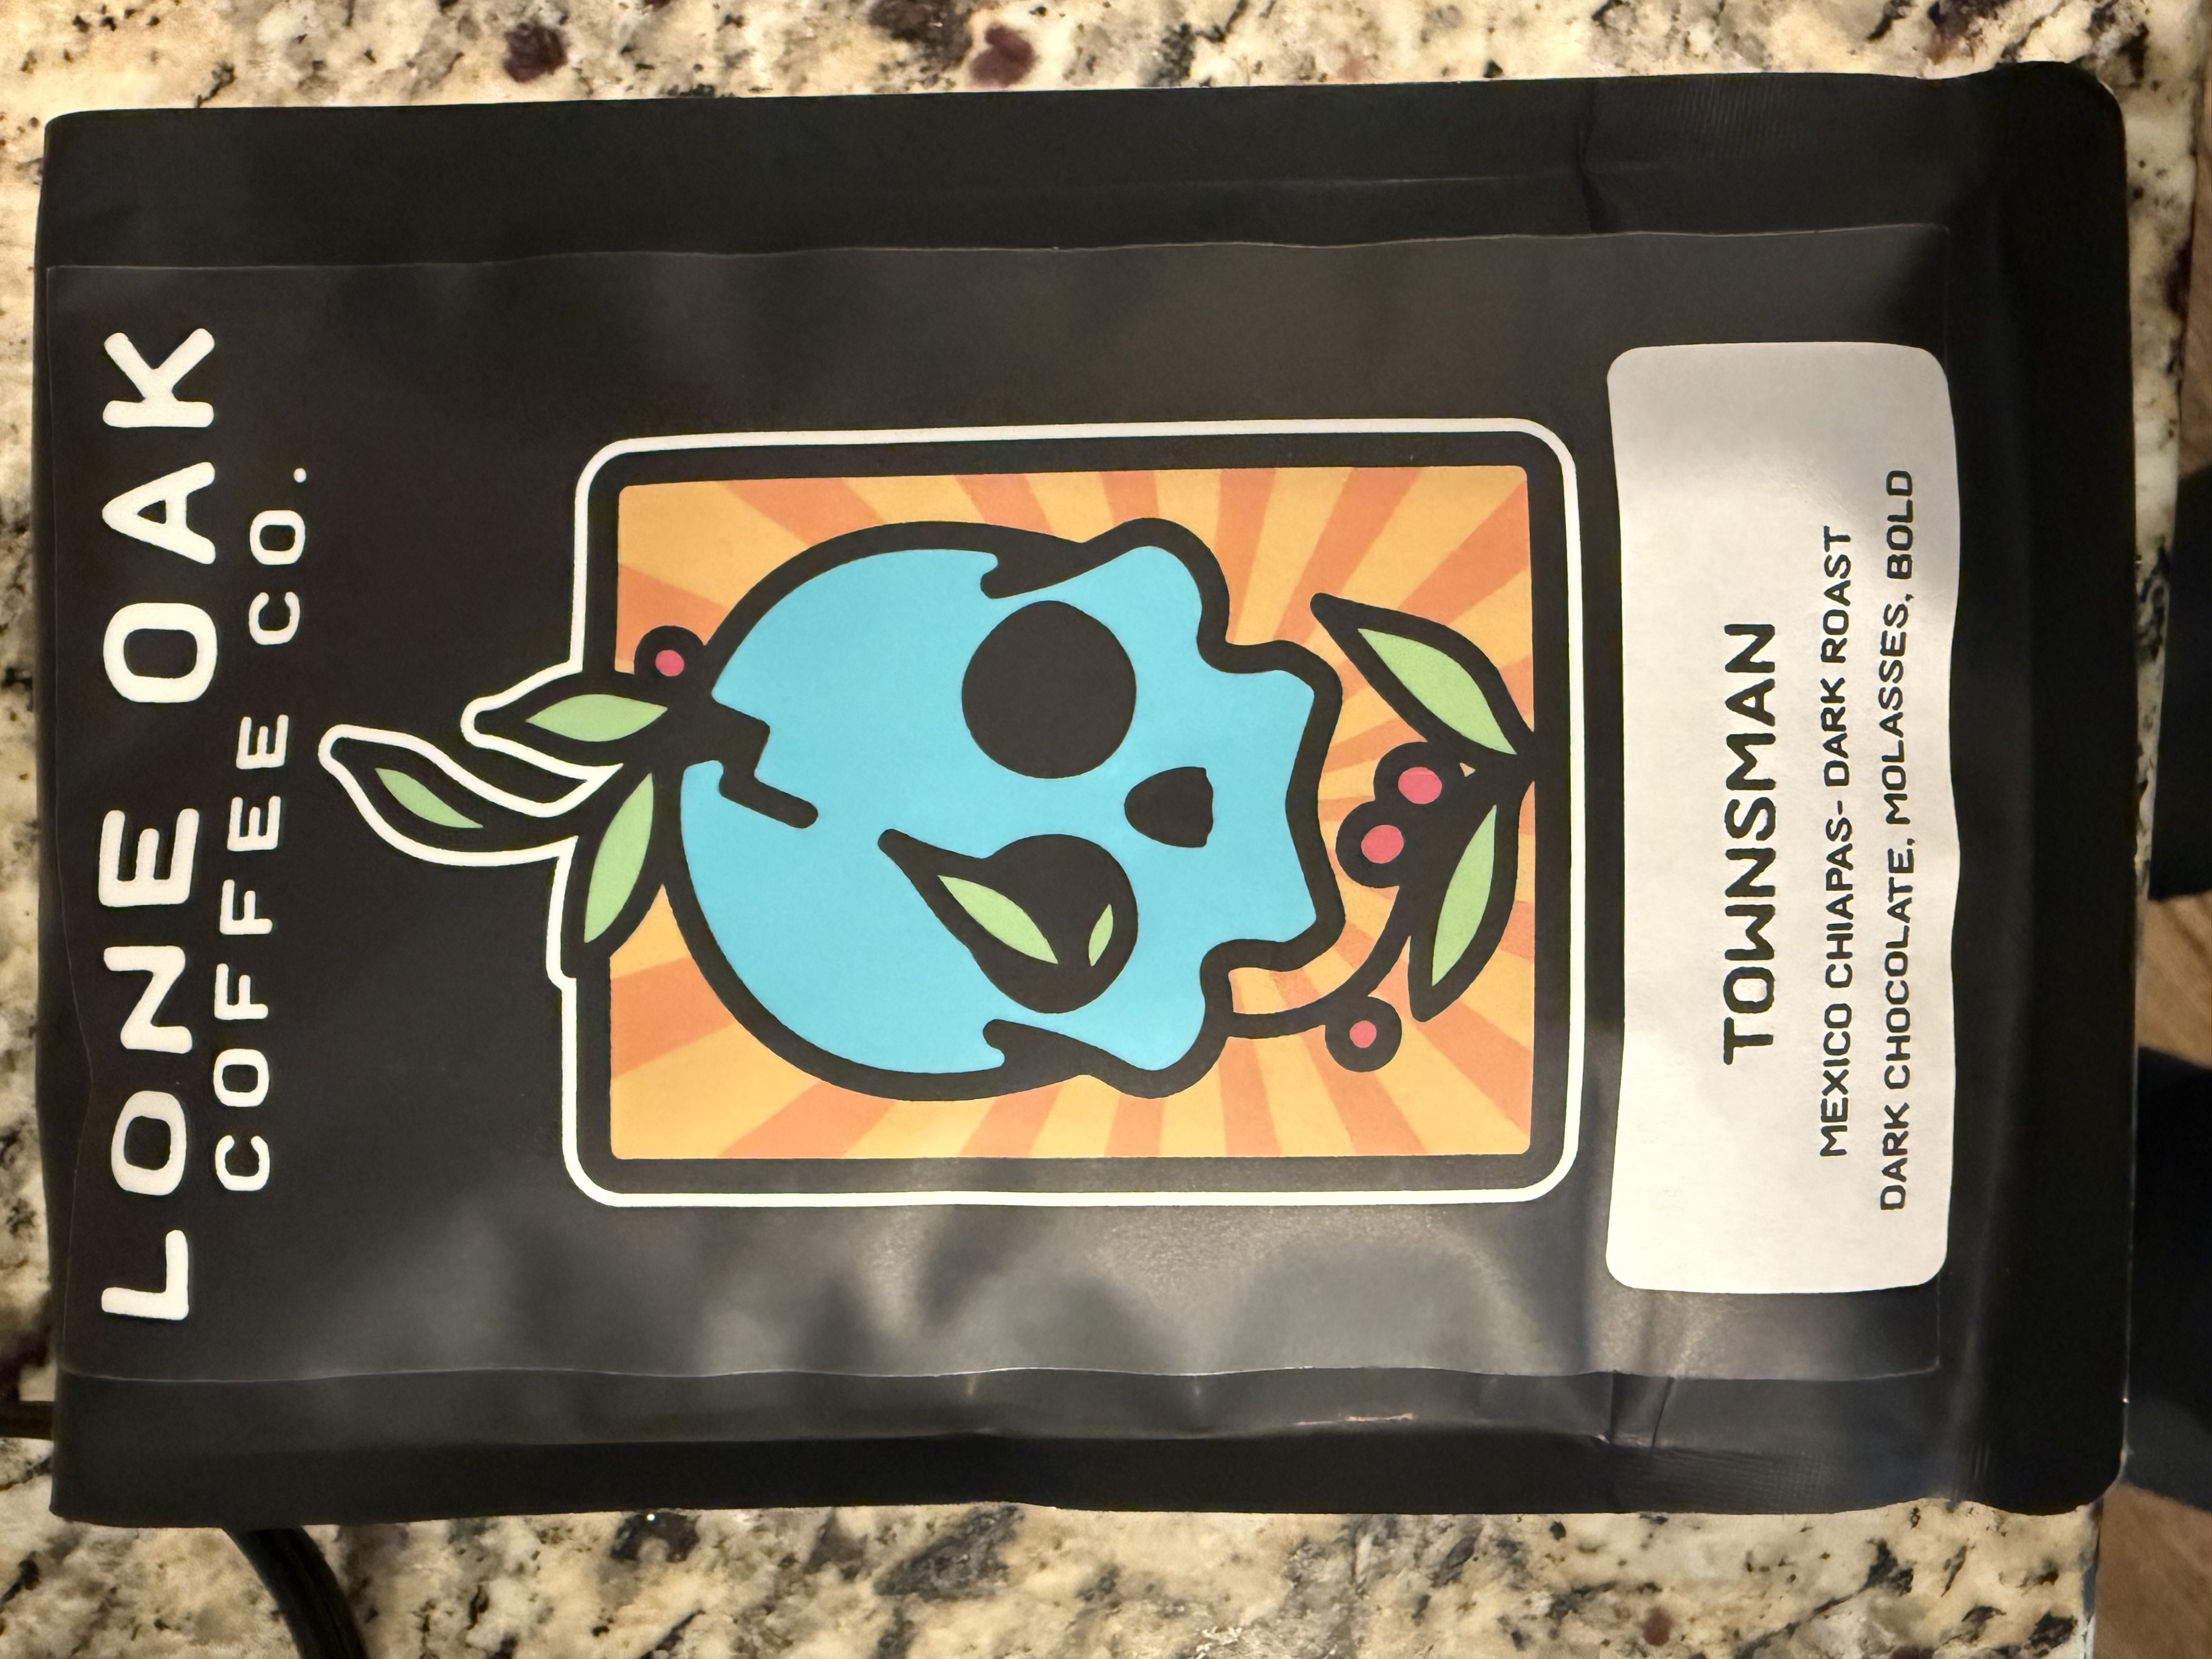 LONE OAK
COFFEE CO.
TOWNSMAN
MEXICO CHIAPAS- DARK ROAST
DARK CHOCOLATE, MOLASSES, BOLD